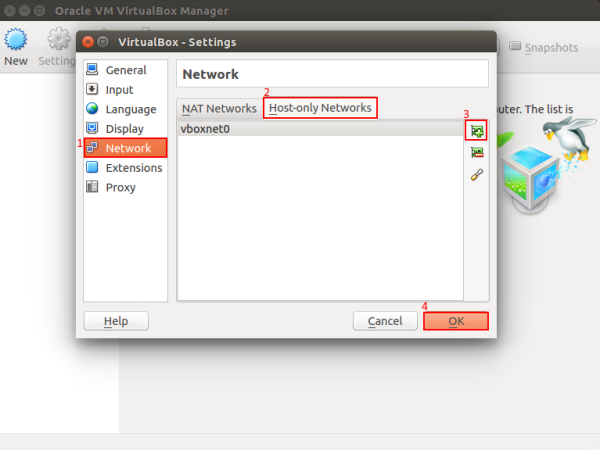 Oracle VM VirtualBox Manager
New
Setting
Snapshots
VirtualBox - Settings
General
Input
Language
Display
1
Network
Extensions
Proxy
Network
2
NAT Networks
Host-only Networks
3
vboxnet0
uter. The list is
4
Help
Cancel
OK